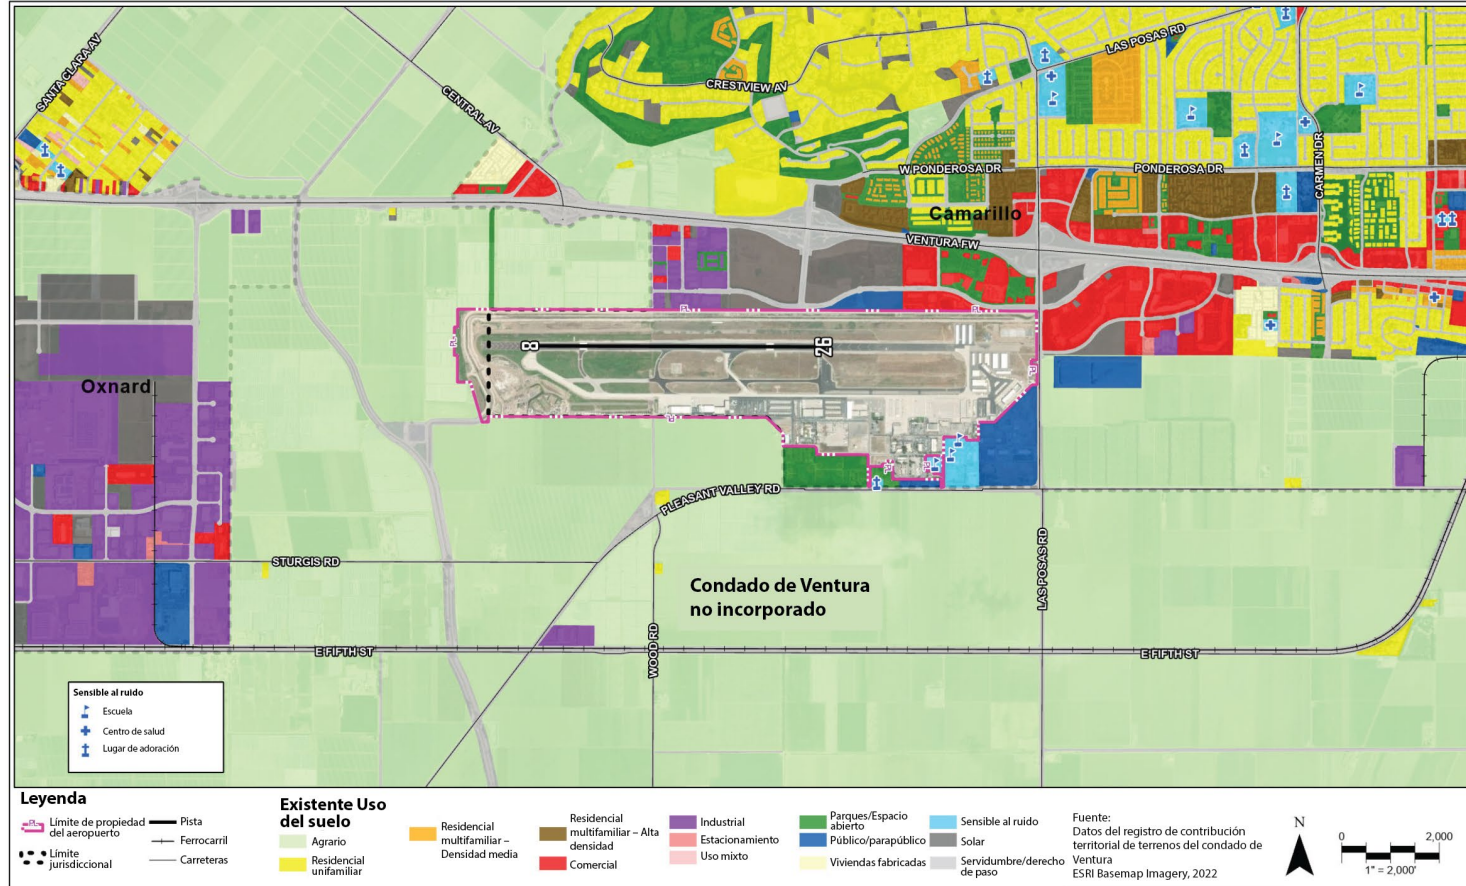 SANTA CLARA AV
CENTRAL AV
CRESTVIEW AV
LAS POSAS RD
W PONDEROSA DR
PONDEROSA DR
CARMEN DR
Camarillo
VENTURA FW
8
26
Oxnard
PLEASANT VALLEY RD
STURGIS RD
Condado de Ventura
no incorporado
LAS POSAS RD
WOOD RD
E FIFTH ST
E FIFTH ST
Sensible al ruido
Escuela
Centro de salud
Lugar de adoración
Leyenda
PL
Límite de propiedad
del aeropuerto
Límite
jurisdiccional
Pista
Ferrocarril
Carreteras
Existente Uso
del suelo
Agrario
Residencial
unifamiliar
Residencial
multifamiliar –
Densidad media
Residencial
multifamiliar – Alta
densidad
Comercial
Industrial
Estacionamiento
Uso mixto
Parques/Espacio
abierto
Público/parapúblico
Viviendas fabricadas
Sensible al ruido
Solar
Servidumbre/derecho
de paso
Fuente:
Datos del registro de contribución
territorial de terrenos del condado de
Ventura
ESRI Basemap Imagery, 2022
N
0 2,000
1" = 2,000'